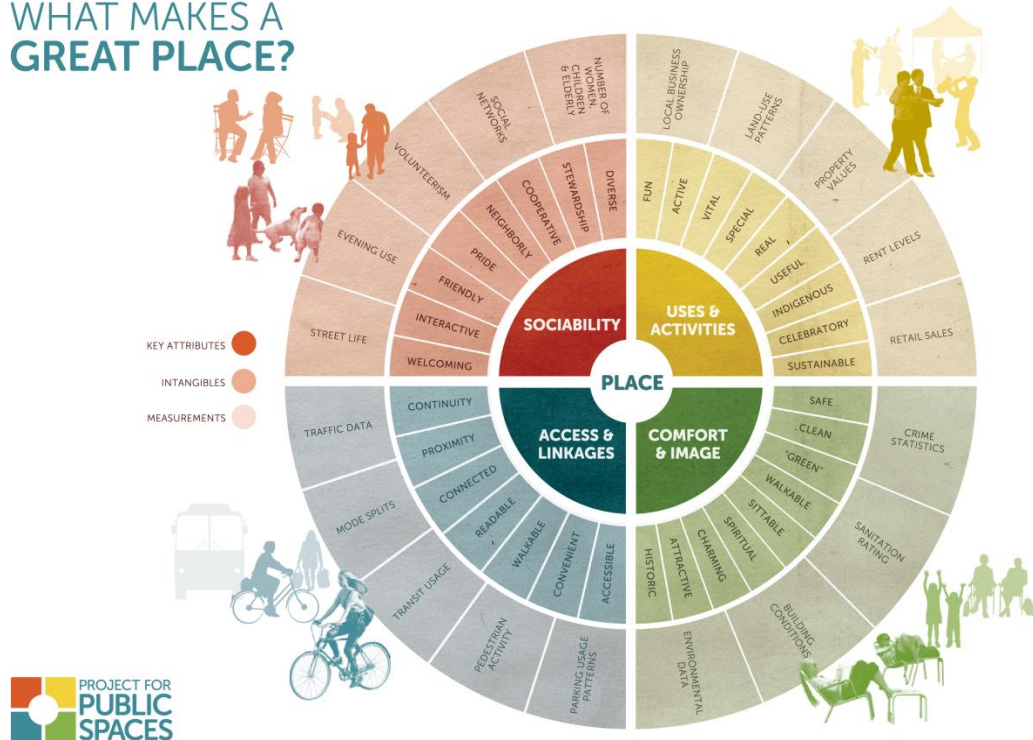 WHAT MAKES A
GREAT PLACE?
NUMBER OF
WOMEN,
CHILDREN
& ELDERLY
SOCIAL
NETWORKS
VOLUNTEERISM
EVENING USE
STREET LIFE
DIVERSE
STEWARDSHIP
COOPERATIVE
NEIGHBORLY
PRIDE
FRIENDLY
INTERACTIVE
WELCOMING
SOCIABILITY
LOCAL BUSINESS
OWNERSHIP
LAND-USE
PATTERNS
PROPERTY
VALUES
RENT LEVELS
RETAIL SALES
FUN
ACTIVE
VITAL
SPECIAL
REAL
USEFUL
INDIGENOUS
CELEBRATORY
SUSTAINABLE
USES &
ACTIVITIES
PLACE
KEY ATTRIBUTES
INTANGIBLES
MEASUREMENTS
ACCESS &
LINKAGES
CONTINUITY
PROXIMITY
CONNECTED
READABLE
WALKABLE
CONVENIENT
ACCESSIBLE
TRAFFIC DATA
MODE SPLITS
TRANSIT USAGE
PEDESTRIAN
ACTIVITY
PARKING USAGE
PATTERNS
COMFORT
& IMAGE
SAFE
CLEAN
"GREEN"
WALKABLE
SITTABLE
SPIRITUAL
CHARMING
ATTRACTIVE
HISTORIC
CRIME
STATISTICS
SANITATION
RATING
BUILDING
CONDITIONS
ENVIRONMENTAL
DATA
PROJECT FOR
PUBLIC
SPACES